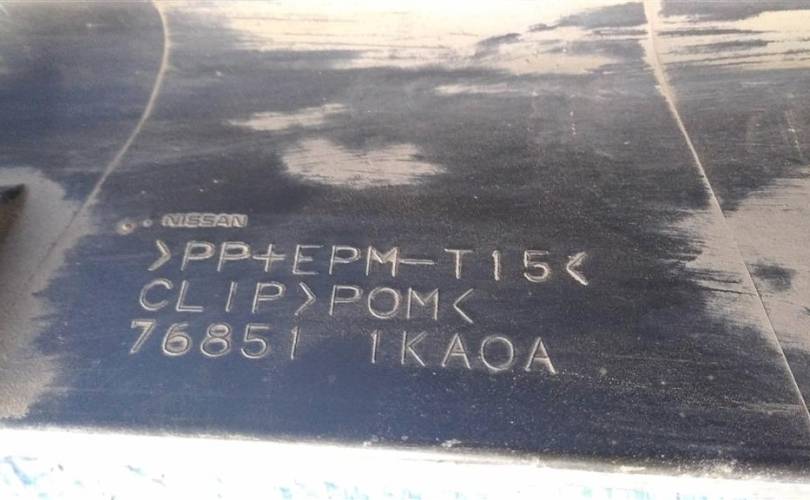 NISSAN
>PP+EPM-T15<
CLIP>POM<
76851 1KA0A